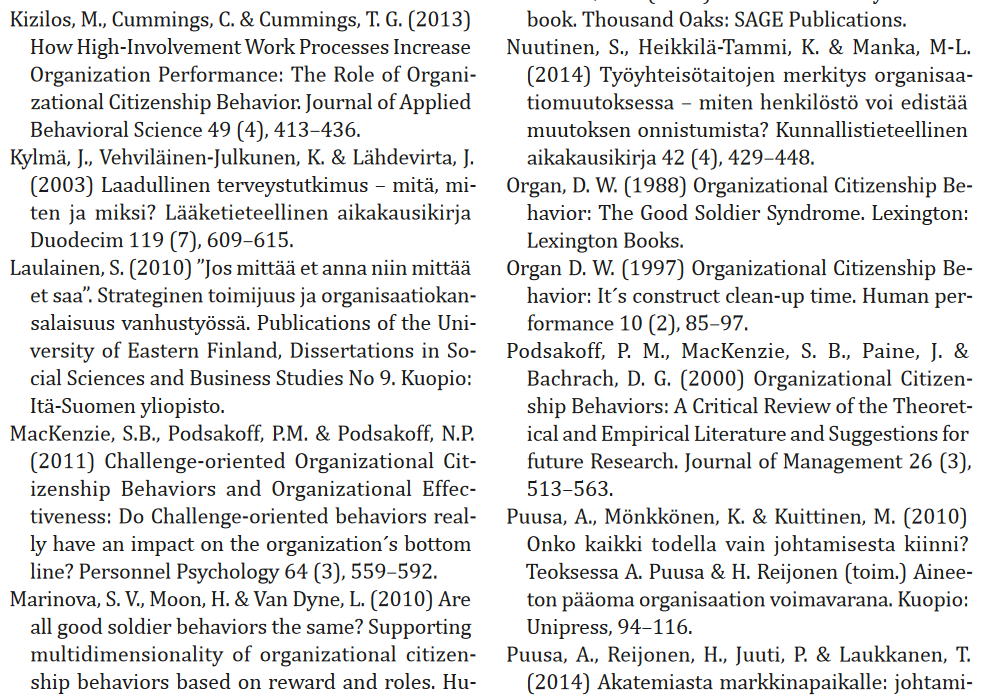 Kizilos, M., Cummings, C. & Cummings, T. G. (2013)
How High-Involvement Work Processes Increase
Organization Performance: The Role of Organi-
zational Citizenship Behavior. Journal of Applied
Behavioral Science 49 (4), 413–436.
Kylmä, J., Vehviläinen-Julkunen, K. & Lähdevirta, J.
(2003) Laadullinen terveystutkimus – mitä, mi-
ten ja miksi? Lääketieteellinen aikakausikirja
Duodecim 119 (7), 609–615.
Laulainen, S. (2010) ”Jos mittää et anna niin mittää
et saa”. Strateginen toimijuus ja organisaatiokan-
salaisuus vanhustyössä. Publications of the Uni-
versity of Eastern Finland, Dissertations in So-
cial Sciences and Business Studies No 9. Kuopio:
Itä-Suomen yliopisto.
MacKenzie, S.B., Podsakoff, P.M. & Podsakoff, N.P.
(2011) Challenge-oriented Organizational Cit-
izenship Behaviors and Organizational Effec-
tiveness: Do Challenge-oriented behaviors real-
ly have an impact on the organization´s bottom
line? Personnel Psychology 64 (3), 559–592.
Marinova, S. V., Moon, H. & Van Dyne, L. (2010) Are
all good soldier behaviors the same? Supporting
multidimensionality of organizational citizen-
ship behaviors based on reward and roles. Hu-
book. Thousand Oaks: SAGE Publications.
Nuutinen, S., Heikkilä-Tammi, K. & Manka, M-L.
(2014) Työyhteisötaitojen merkitys organisaa-
tiomuutoksessa – miten henkilöstö voi edistää
muutoksen onnistumista? Kunnallistieteellinen
aikakausikirja 42 (4), 429–448.
Organ, D. W. (1988) Organizational Citizenship Be-
havior: The Good Soldier Syndrome. Lexington:
Lexington Books.
Organ D. W. (1997) Organizational Citizenship Be-
havior: It´s construct clean-up time. Human per-
formance 10 (2), 85–97.
Podsakoff, P. M., MacKenzie, S. B., Paine, J. &
Bachrach, D. G. (2000) Organizational Citizen-
ship Behaviors: A Critical Review of the Theoret-
ical and Empirical Literature and Suggestions for
future Research. Journal of Management 26 (3),
513–563.
Puusa, A., Mönkkönen, K. & Kuittinen, M. (2010)
Onko kaikki todella vain johtamisesta kiinni?
Teoksessa A. Puusa & H. Reijonen (toim.) Ainee-
ton pääoma organisaation voimavarana. Kuopio:
Unipress, 94–116.
Puusa, A., Reijonen, H., Juuti, P. & Laukkanen, T.
(2014) Akatemiasta markkinapaikalle: johtami-